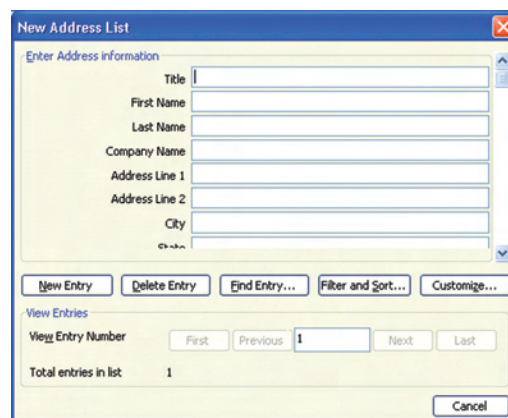 New Address List
Enter Address information
Title
First Name
Last Name
Company Name
Address Line 1
Address Line 2
City
State
New Entry Delete Entry Find Entry... Filter and Sort... Customize...
View Entries
View Entry Number First Previous 1 Next Last
Total entries in list 1
Cancel